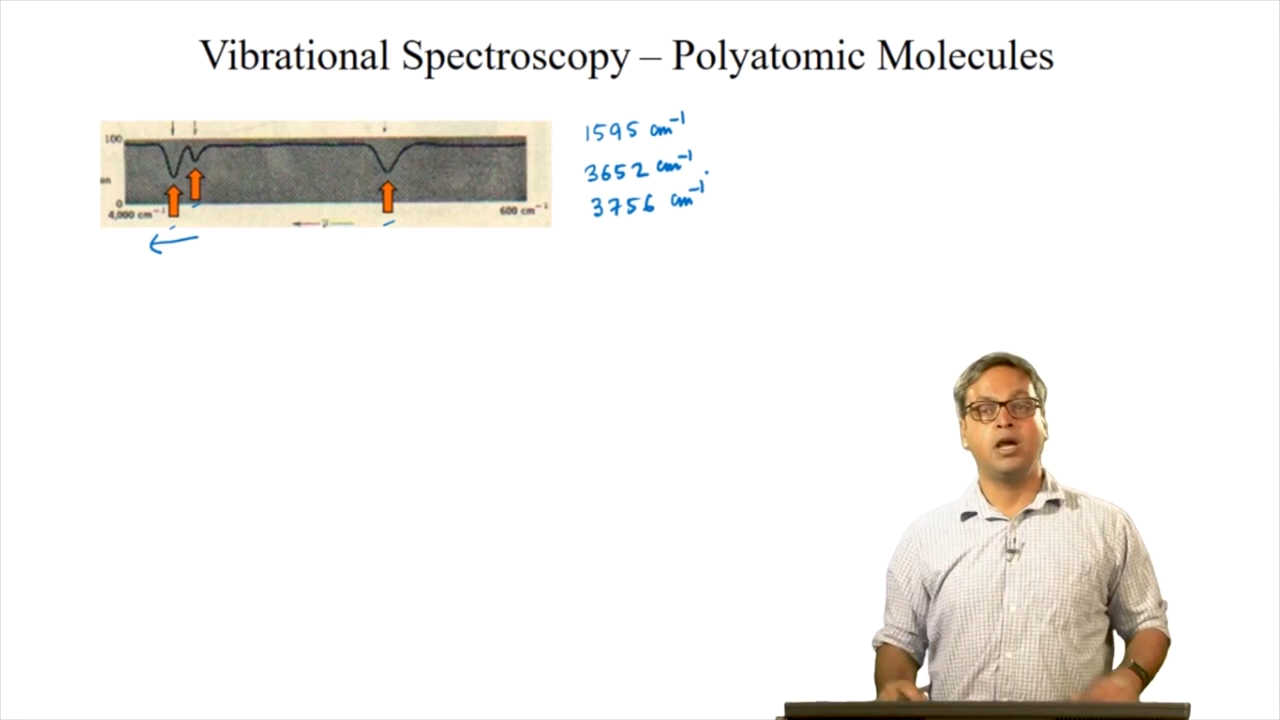 Vibrational Spectroscopy – Polyatomic Molecules
100
on
0
4,000 cm⁻¹
600 cm⁻¹
ν̄
1595 cm⁻¹
3652 cm⁻¹.
3756 cm⁻¹